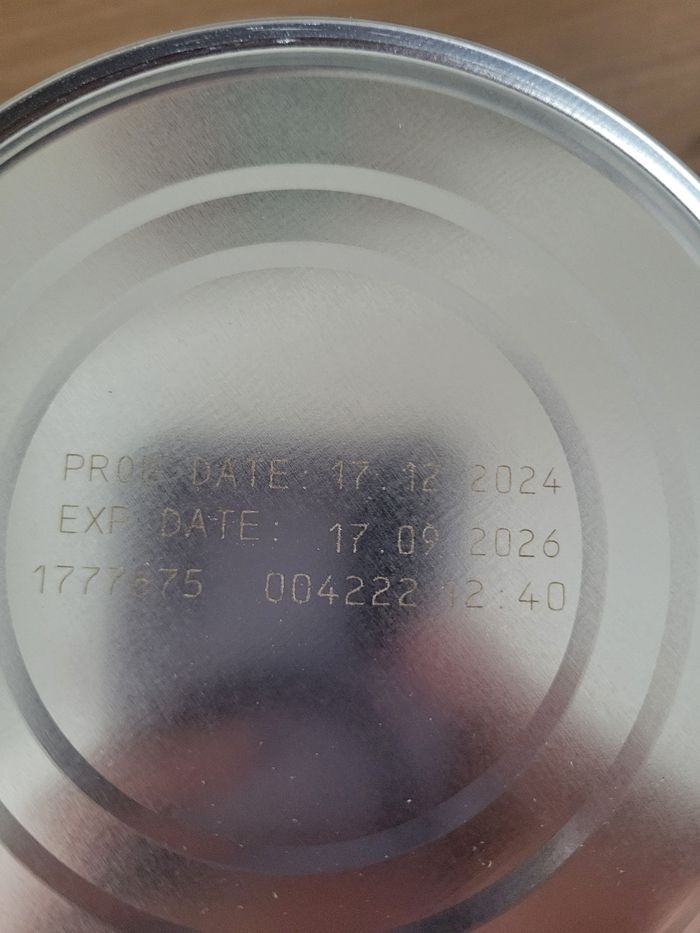 PROD DATE: 17.12 2024
EXP DATE: 17.09 2026
004222 12:40